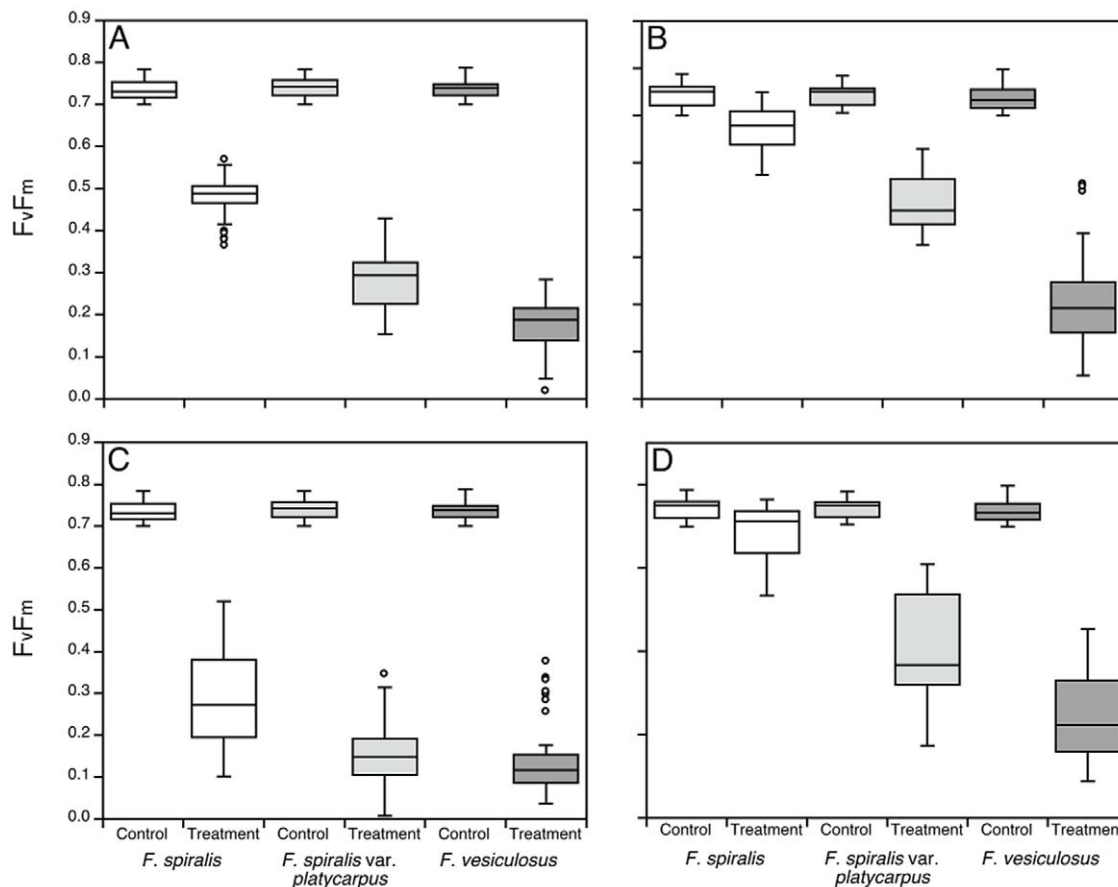 A
B
0.9
0.8
0.7
0.6
0.5
0.4
0.3
0.2
0.1
0.0
FvFm
C
D
0.9
0.8
0.7
0.6
0.5
0.4
0.3
0.2
0.1
0.0
FvFm
Control Treatment Control Treatment Control Treatment
F. spiralis F. spiralis var. F. vesiculosus
platycarpus
Control Treatment Control Treatment Control Treatment
F. spiralis F. spiralis var. F. vesiculosus
platycarpus